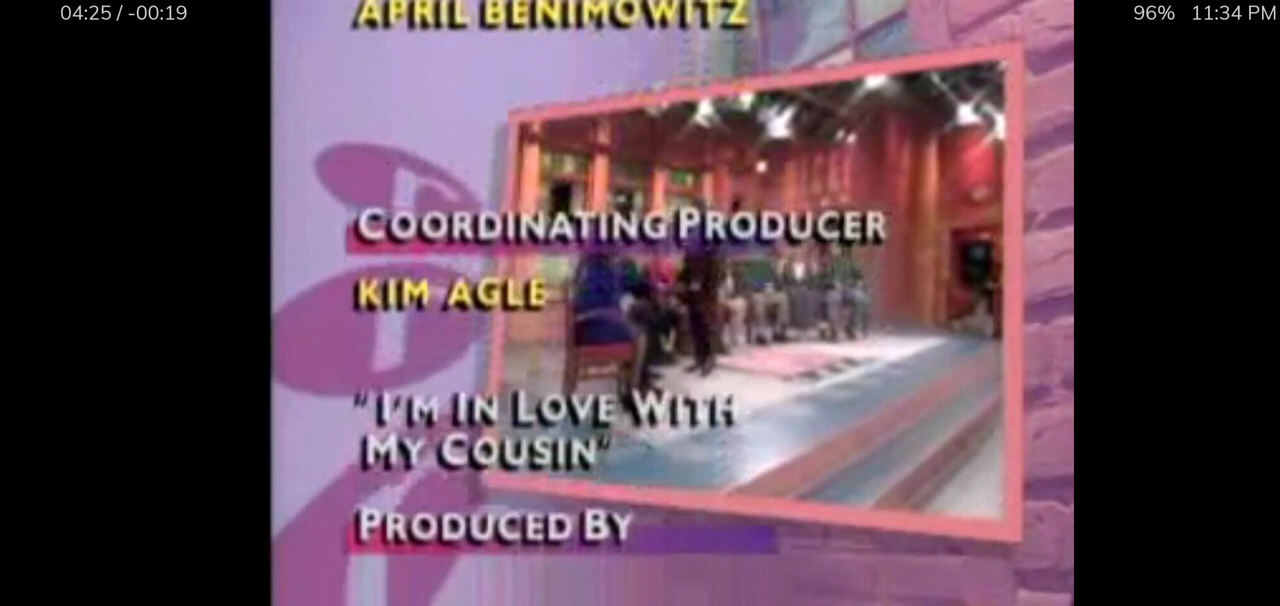 04:25 / -00:19
96% 11:34 PM
APRIL BENIMOWITZ
COORDINATING PRODUCER
KIM AGLE
"I'M IN LOVE WITH
MY COUSIN"
PRODUCED BY